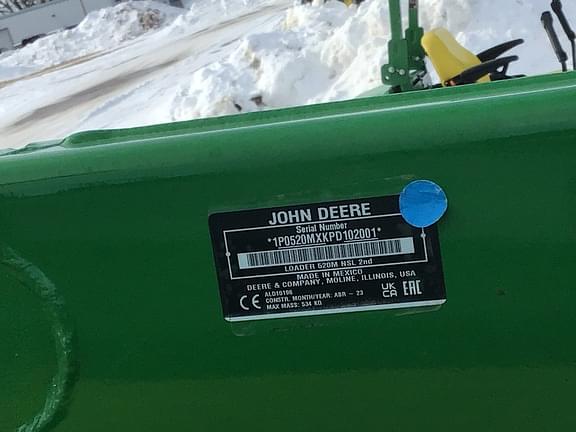 JOHN DEERE
Serial Number
*1P0520MXKPD102001*
LOADER 520M NSL 2nd
MADE IN MEXICO
DEERE & COMPANY, MOLINE, ILLINOIS, USA
ALO10196
CONSTR. MONTH/YEAR: ABR - 23
MAX MASS: 534 KG
CE
UK
CA
EAC